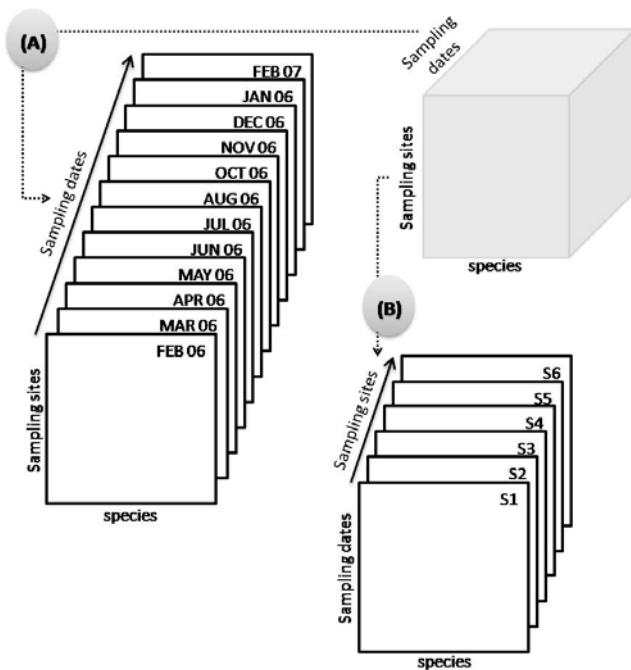 (A)
Sampling dates
FEB 07
JAN 06
DEC 06
NOV 06
OCT 06
AUG 06
JUL 06
JUN 06
MAY 06
APR 06
MAR 06
FEB 06
Sampling sites
species
Sampling
dates
Sampling sites
species
(B)
Sampling sites
S6
S5
S4
S3
S2
S1
Sampling dates
species